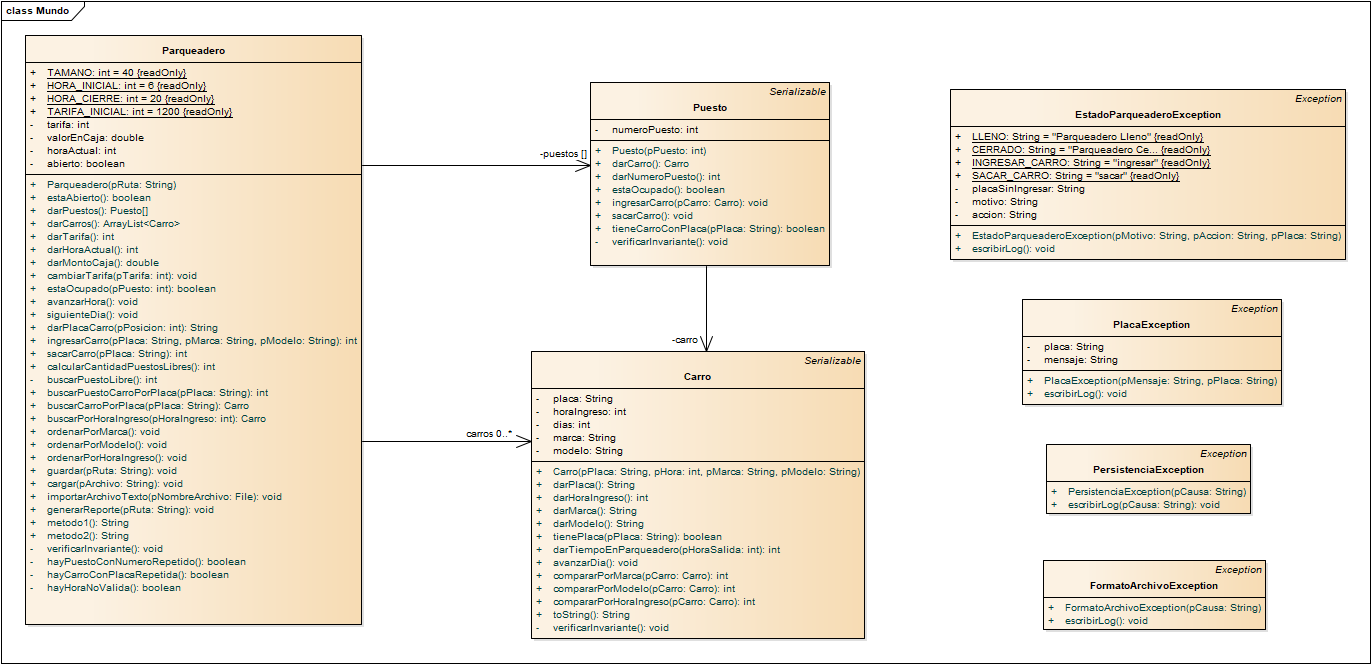 class Mundo
Parqueadero
+ TAMANO: int = 40 {readOnly}
+ HORA_INICIAL: int = 6 {readOnly}
+ HORA_CIERRE: int = 20 {readOnly}
+ TARIFA_INICIAL: int = 1200 {readOnly}
- tarifa: int
- valorEnCaja: double
- horaActual: int
- abierto: boolean
+ Parqueadero(pRuta: String)
+ estaAbierto(): boolean
+ darPuestos(): Puesto[]
+ darCarros(): ArrayList<Carro>
+ darTarifa(): int
+ darHoraActual(): int
+ darMontoCaja(): double
+ cambiarTarifa(pTarifa: int): void
+ estaOcupado(pPuesto: int): boolean
+ avanzarHora(): void
+ siguienteDia(): void
+ darPlacaCarro(pPosicion: int): String
+ ingresarCarro(pPlaca: String, pMarca: String, pModelo: String): int
+ sacarCarro(pPlaca: String): int
+ calcularCantidadPuestosLibres(): int
- buscarPuestoLibre(): int
+ buscarPuestoCarroPorPlaca(pPlaca: String): int
+ buscarCarroPorPlaca(pPlaca: String): Carro
+ buscarPorHoraIngreso(pHoraIngreso: int): Carro
+ ordenarPorMarca(): void
+ ordenarPorModelo(): void
+ ordenarPorHoraIngreso(): void
+ guardar(pRuta: String): void
+ cargar(pArchivo: String): void
+ importarArchivoTexto(pNombreArchivo: File): void
+ generarReporte(pRuta: String): void
+ metodo1(): String
+ metodo2(): String
- verificarInvariante(): void
- hayPuestoConNumeroRepetido(): boolean
- hayCarroConPlacaRepetida(): boolean
- hayHoraNoValida(): boolean
-puestos []
carros 0..*
Serializable
Puesto
- numeroPuesto: int
+ Puesto(pPuesto: int)
+ darCarro(): Carro
+ darNumeroPuesto(): int
+ estaOcupado(): boolean
+ ingresarCarro(pCarro: Carro): void
+ sacarCarro(): void
+ tieneCarroConPlaca(pPlaca: String): boolean
- verificarInvariante(): void
-carro
Serializable
Carro
- placa: String
- horaIngreso: int
- dias: int
- marca: String
- modelo: String
+ Carro(pPlaca: String, pHora: int, pMarca: String, pModelo: String)
+ darPlaca(): String
+ darHoraIngreso(): int
+ darMarca(): String
+ darModelo(): String
+ tienePlaca(pPlaca: String): boolean
+ darTiempoEnParqueadero(pHoraSalida: int): int
+ avanzarDia(): void
+ compararPorMarca(pCarro: Carro): int
+ compararPorModelo(pCarro: Carro): int
+ compararPorHoraIngreso(pCarro: Carro): int
+ toString(): String
- verificarInvariante(): void
Exception
EstadoParqueaderoException
+ LLENO: String = "Parqueadero Lleno" {readOnly}
+ CERRADO: String = "Parqueadero Ce... {readOnly}
+ INGRESAR_CARRO: String = "ingresar" {readOnly}
+ SACAR_CARRO: String = "sacar" {readOnly}
- placaSinIngresar: String
- motivo: String
- accion: String
+ EstadoParqueaderoException(pMotivo: String, pAccion: String, pPlaca: String)
+ escribirLog(): void
Exception
PlacaException
- placa: String
- mensaje: String
+ PlacaException(pMensaje: String, pPlaca: String)
+ escribirLog(): void
Exception
PersistenciaException
+ PersistenciaException(pCausa: String)
+ escribirLog(pCausa: String): void
Exception
FormatoArchivoException
+ FormatoArchivoException(pCausa: String)
+ escribirLog(): void